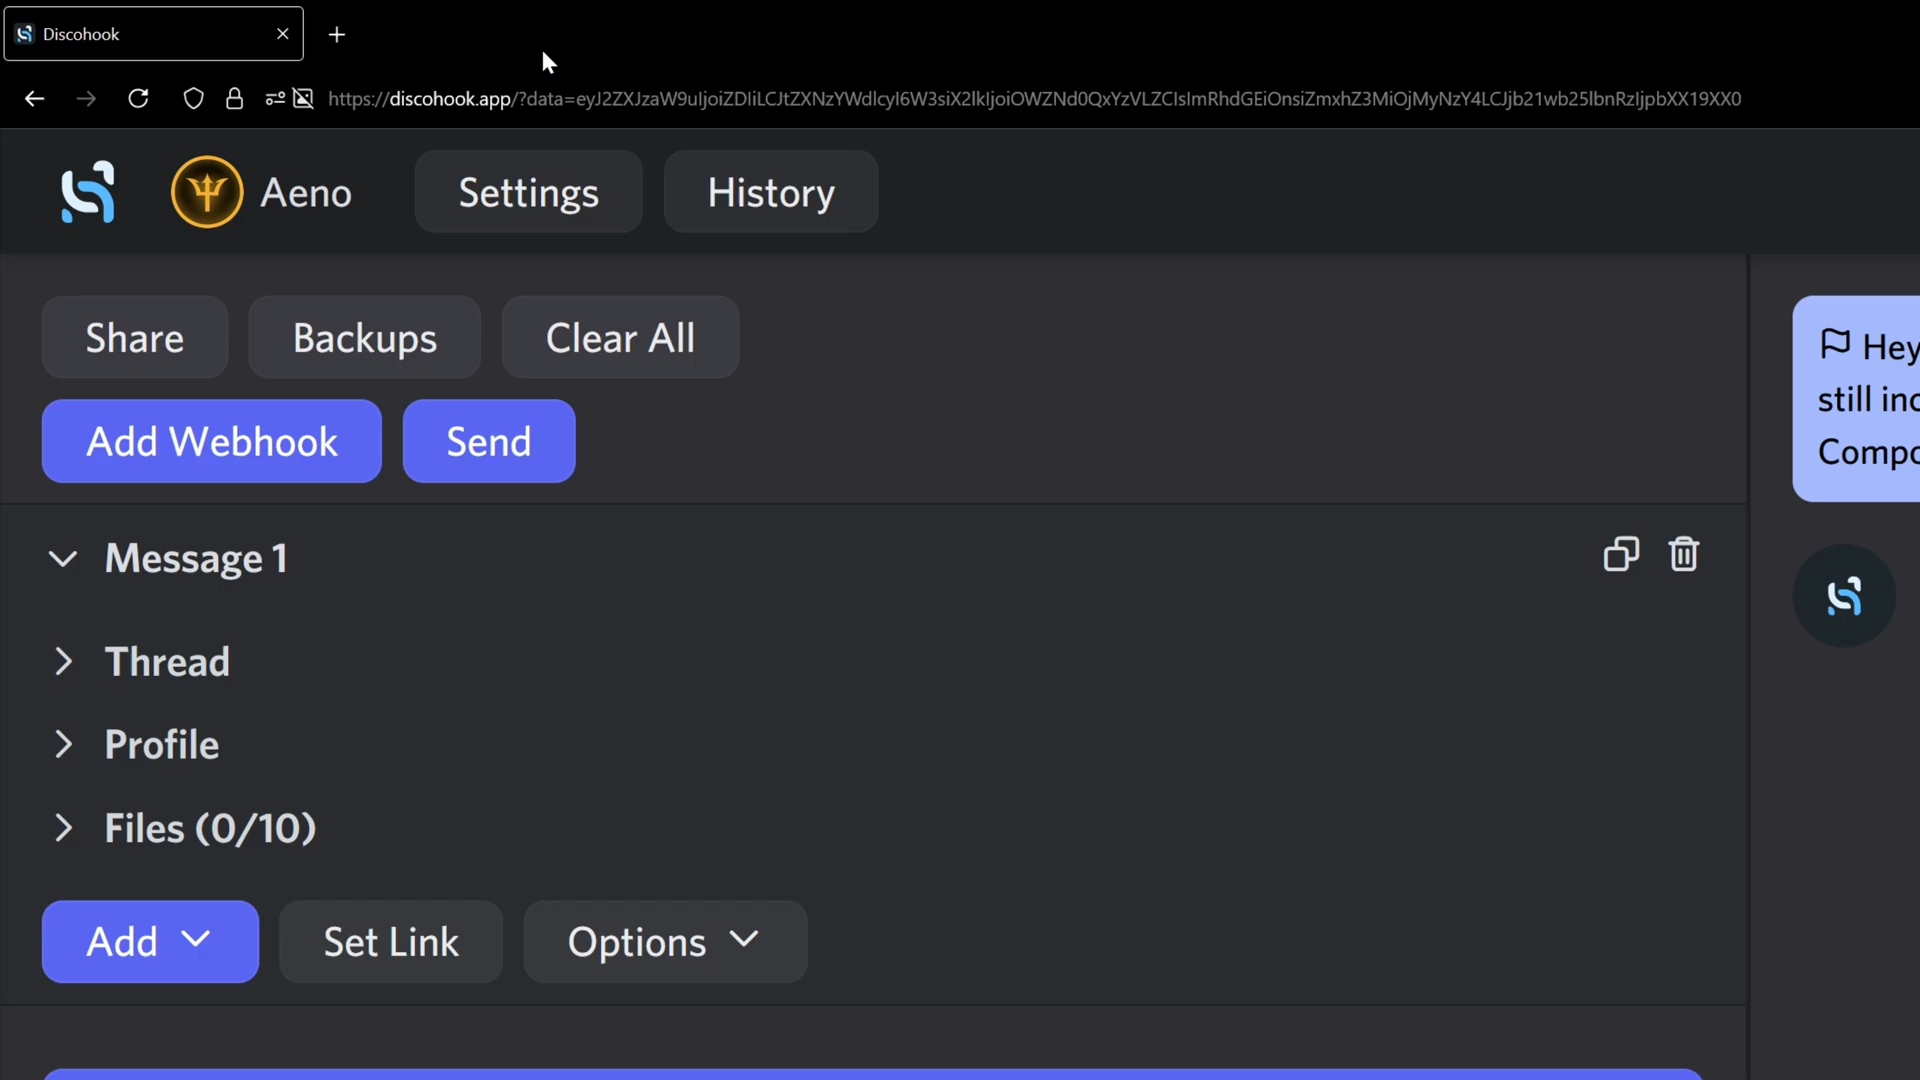 Discohook
https://discohook.app/?data=eyJ2ZXJzaW9uIjoiZDIiLCJtZXNzYWdlcyI6W3siX2lkIjoiOWZNd0QxYzVLZCIsImRhdGEiOnsiZmxhZ3MiOjMyNzY4LCJjb21wb25lbnRzIjpbXX19XX0
Aeno
Settings
History
Share
Backups
Clear All
Add Webhook
Send
Hey
still inc
Compo
Message 1
Thread
Profile
Files (0/10)
Add
Set Link
Options